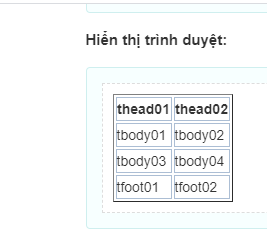 Hiển thị trình duyệt:
thead01 thead02
tbody01 tbody02
tbody03 tbody04
tfoot01 tfoot02